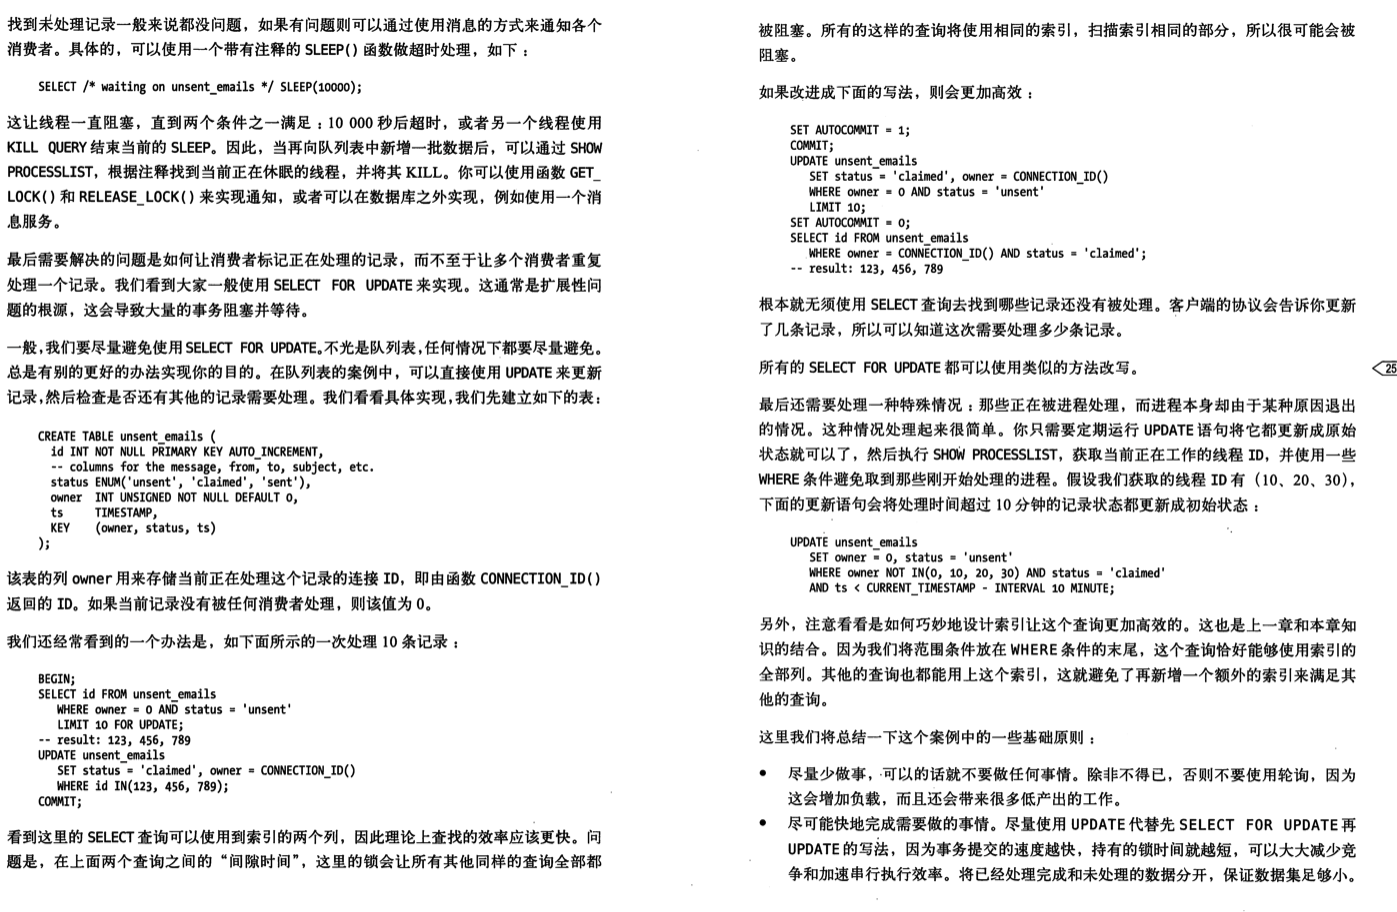 找到未处理记录一般来说都没问题，如果有问题则可以通过使用消息的方式来通知各个
消费者。具体的，可以使用一个带有注释的 SLEEP() 函数做超时处理，如下：
SELECT /* waiting on unsent_emails */ SLEEP(10000);
这让线程一直阻塞，直到两个条件之一满足：10 000 秒后超时，或者另一个线程使用
KILL QUERY 结束当前的 SLEEP。因此，当再向队列表中新增一批数据后，可以通过 SHOW
PROCESSLIST，根据注释找到当前正在休眠的线程，并将其 KILL。你可以使用函数 GET_
LOCK() 和 RELEASE_LOCK() 来实现通知，或者可以在数据库之外实现，例如使用一个消
息服务。
最后需要解决的问题是如何让消费者标记正在处理的记录，而不至于让多个消费者重复
处理一个记录。我们看到大家一般使用 SELECT FOR UPDATE 来实现。这通常是扩展性问
题的根源，这会导致大量的事务阻塞并等待。
一般，我们要尽量避免使用 SELECT FOR UPDATE。不光是队列表，任何情况下都要尽量避免。
总是有别的更好的办法实现你的目的。在队列表的案例中，可以直接使用 UPDATE 来更新
记录，然后检查是否还有其他的记录需要处理。我们看看具体实现，我们先建立如下的表：
CREATE TABLE unsent_emails (
id INT NOT NULL PRIMARY KEY AUTO_INCREMENT,
-- columns for the message, from, to, subject, etc.
status ENUM('unsent', 'claimed', 'sent'),
owner INT UNSIGNED NOT NULL DEFAULT 0,
ts TIMESTAMP,
KEY (owner, status, ts)
);
该表的列 owner 用来存储当前正在处理这个记录的连接 ID，即由函数 CONNECTION_ID()
返回的 ID。如果当前记录没有被任何消费者处理，则该值为 0。
我们还经常看到的一个办法是，如下面所示的一次处理 10 条记录：
BEGIN;
SELECT id FROM unsent_emails
WHERE owner = 0 AND status = 'unsent'
LIMIT 10 FOR UPDATE;
-- result: 123, 456, 789
UPDATE unsent_emails
SET status = 'claimed', owner = CONNECTION_ID()
WHERE id IN(123, 456, 789);
COMMIT;
看到这里的 SELECT 查询可以使用到索引的两个列，因此理论上查找的效率应该更快。问
题是，在上面两个查询之间的“间隙时间”，这里的锁会让所有其他同样的查询全部都
被阻塞。所有的这样的查询将使用相同的索引，扫描索引相同的部分，所以很可能会被
阻塞。
如果改进成下面的写法，则会更加高效：
SET AUTOCOMMIT = 1;
COMMIT;
UPDATE unsent_emails
SET status = 'claimed', owner = CONNECTION_ID()
WHERE owner = 0 AND status = 'unsent'
LIMIT 10;
SET AUTOCOMMIT = 0;
SELECT id FROM unsent_emails
WHERE owner = CONNECTION_ID() AND status = 'claimed';
-- result: 123, 456, 789
根本就无须使用 SELECT 查询去找到哪些记录还没有被处理。客户端的协议会告诉你更新
了几条记录，所以可以知道这次需要处理多少条记录。
所有的 SELECT FOR UPDATE 都可以使用类似的方法改写。
25
最后还需要处理一种特殊情况：那些正在被进程处理，而进程本身却由于某种原因退出
的情况。这种情况处理起来很简单。你只需要定期运行 UPDATE 语句将它都更新成原始
状态就可以了，然后执行 SHOW PROCESSLIST，获取当前正在工作的线程 ID，并使用一些
WHERE 条件避免取到那些刚开始处理的进程。假设我们获取的线程 ID 有（10、20、30），
下面的更新语句会将处理时间超过 10 分钟的记录状态都更新成初始状态：
UPDATE unsent_emails
SET owner = 0, status = 'unsent'
WHERE owner NOT IN(0, 10, 20, 30) AND status = 'claimed'
AND ts < CURRENT_TIMESTAMP - INTERVAL 10 MINUTE;
另外，注意看看是如何巧妙地设计索引让这个查询更加高效的。这也是上一章和本章知
识的结合。因为我们将范围条件放在 WHERE 条件的末尾，这个查询恰好能够使用索引的
全部列。其他的查询也都能用上这个索引，这就避免了再新增一个额外的索引来满足其
他的查询。
这里我们将总结一下这个案例中的一些基础原则：
• 尽量少做事，可以的话就不要做任何事情。除非不得已，否则不要使用轮询，因为
这会增加负载，而且还会带来很多低产出的工作。
• 尽可能快地完成需要做的事情。尽量使用 UPDATE 代替先 SELECT FOR UPDATE 再
UPDATE 的写法，因为事务提交的速度越快，持有的锁时间就越短，可以大大减少竞
争和加速串行执行效率。将已经处理完成和未处理的数据分开，保证数据集足够小。